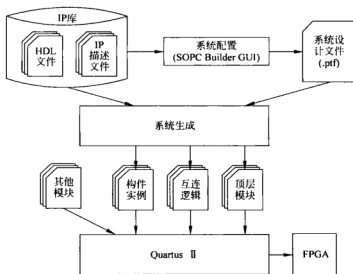 IP库
HDL
文件
IP
描述
文件
系统配置
(SOPC Builder GUI)
系统设
计文件
(.ptf)
系统生成
其他
模块
构件
实例
互连
逻辑
顶层
模块
Quartus Ⅱ
FPGA